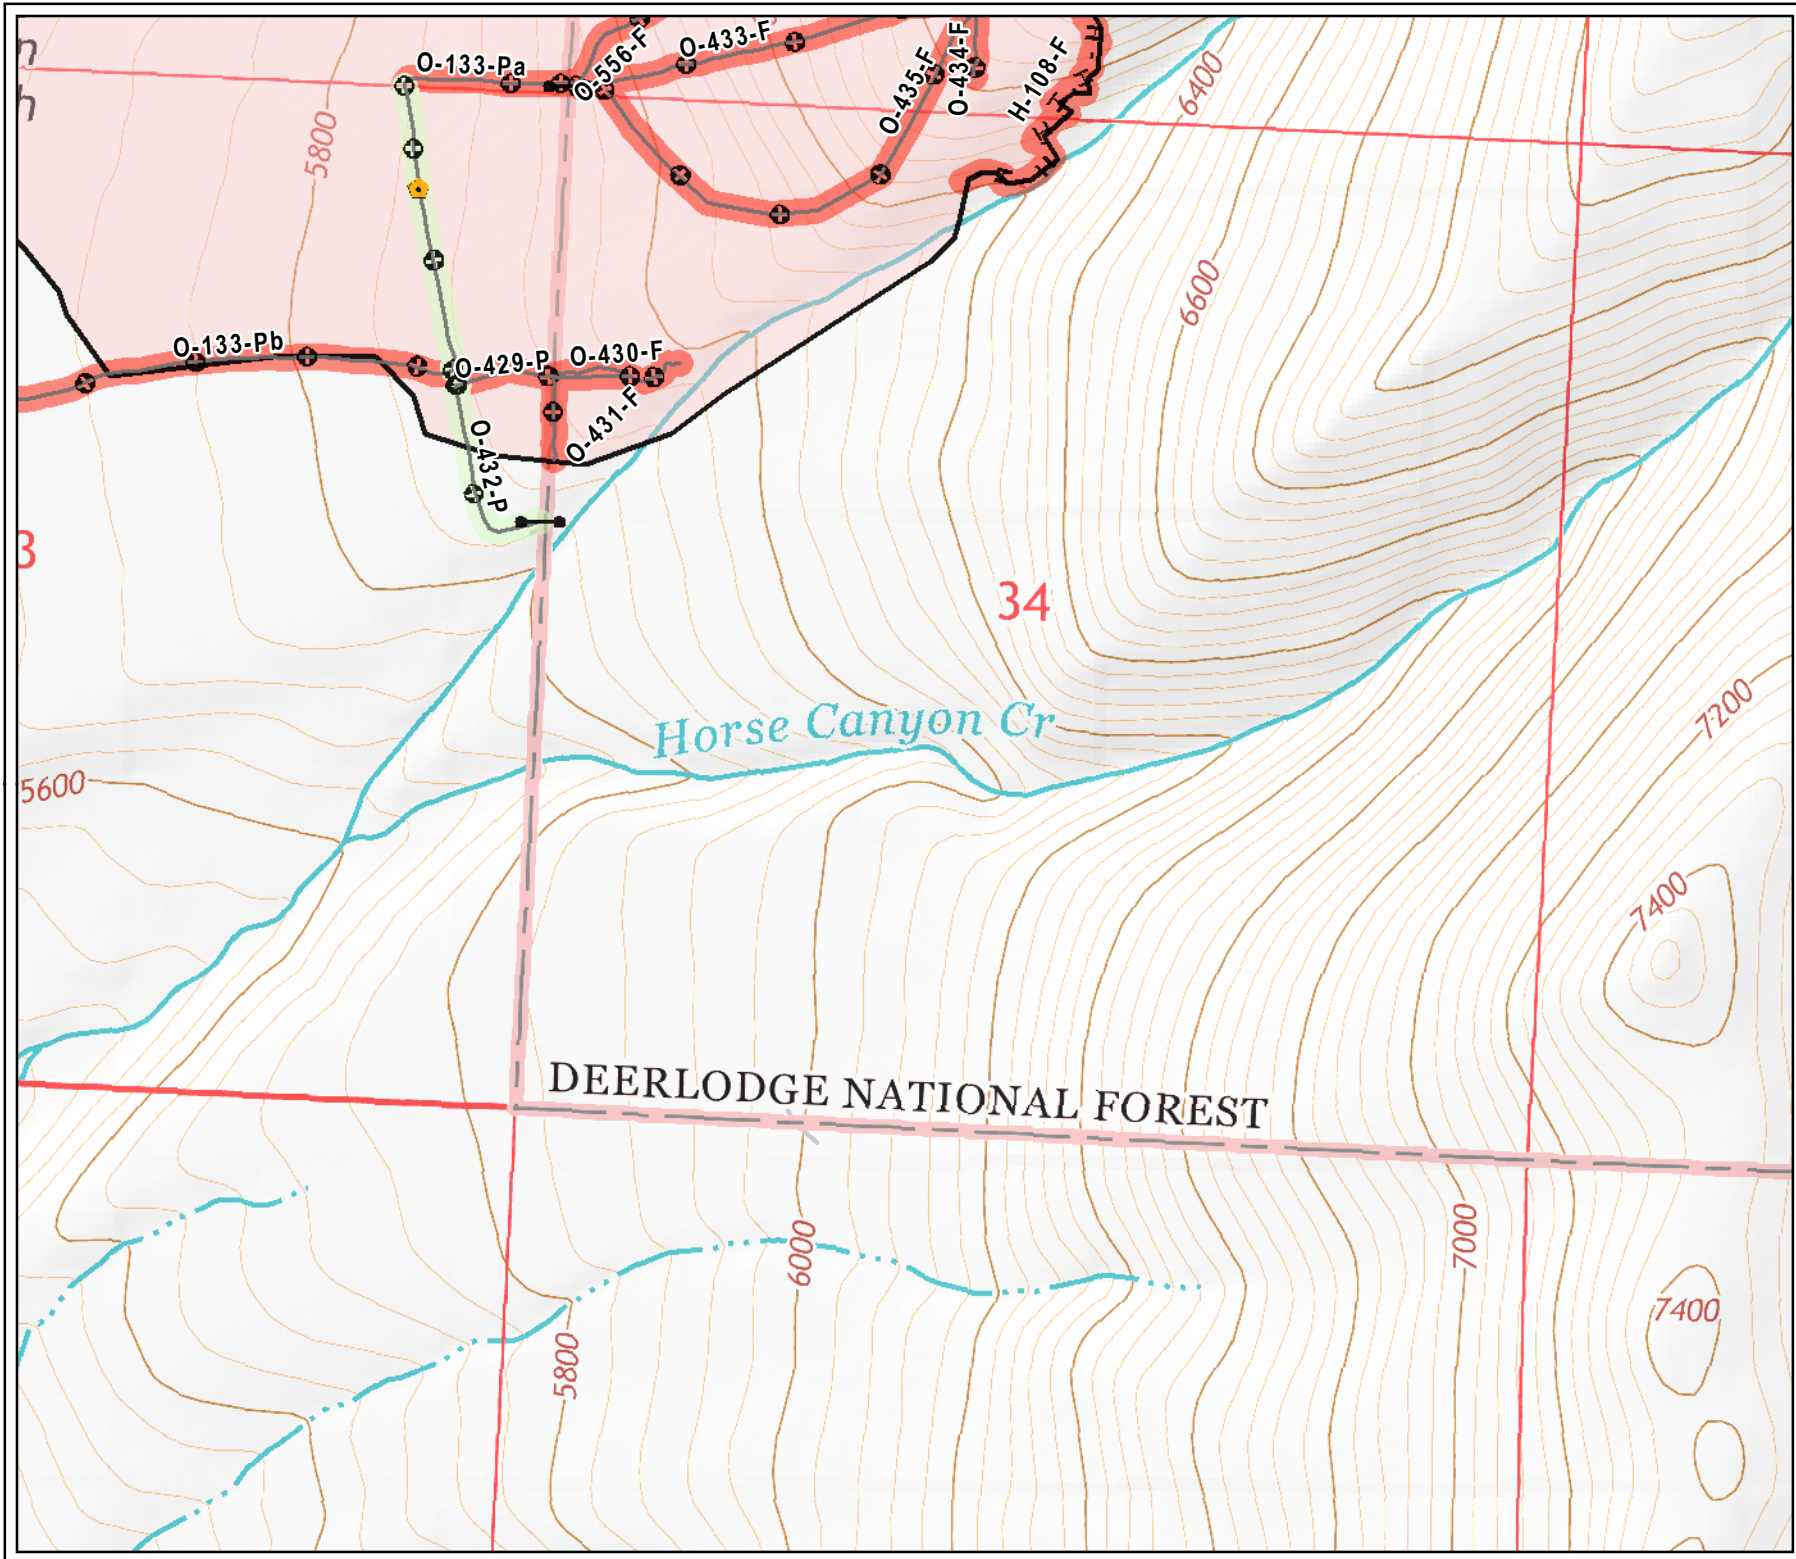 n
h
O-133-Pa
O-556-F
O-433-F
O-435-F
O-434-F
H-108-F
6400
5800
6600
O-133-Pb
O-429-P
O-430-F
O-431-F
O-432-P
3
34
Horse Canyon Cr
7200
5600
7400
DEERLODGE NATIONAL FOREST
6000
7000
7400
5800